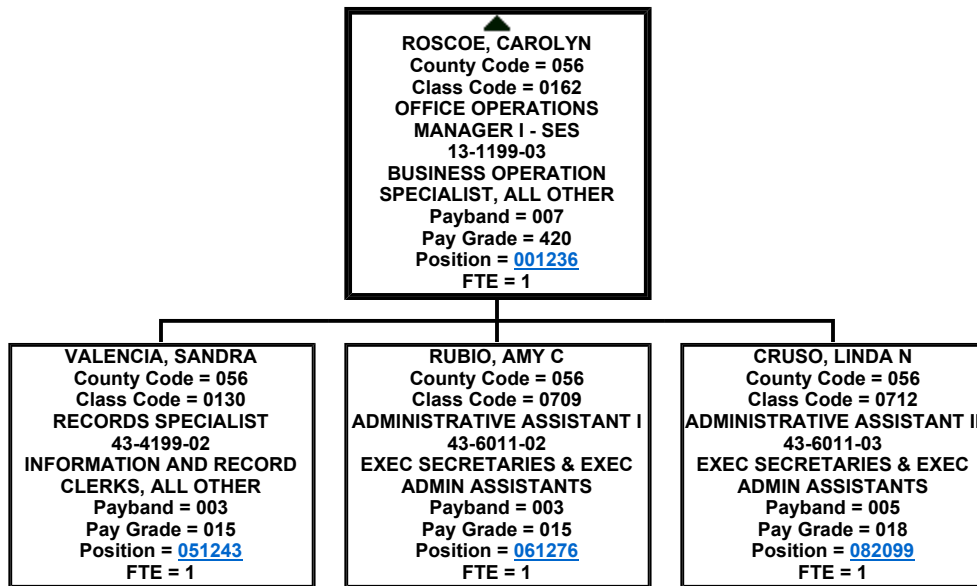 ROSCOE, CAROLYN
County Code = 056
Class Code = 0162
OFFICE OPERATIONS
MANAGER I - SES
13-1199-03
BUSINESS OPERATION
SPECIALIST, ALL OTHER
Payband = 007
Pay Grade = 420
Position = 001236
FTE = 1
VALENCIA, SANDRA
County Code = 056
Class Code = 0130
RECORDS SPECIALIST
43-4199-02
INFORMATION AND RECORD
CLERKS, ALL OTHER
Payband = 003
Pay Grade = 015
Position = 051243
FTE = 1
RUBIO, AMY C
County Code = 056
Class Code = 0709
ADMINISTRATIVE ASSISTANT I
43-6011-02
EXEC SECRETARIES & EXEC
ADMIN ASSISTANTS
Payband = 003
Pay Grade = 015
Position = 061276
FTE = 1
CRUSO, LINDA N
County Code = 056
Class Code = 0712
ADMINISTRATIVE ASSISTANT II
43-6011-03
EXEC SECRETARIES & EXEC
ADMIN ASSISTANTS
Payband = 005
Pay Grade = 018
Position = 082099
FTE = 1